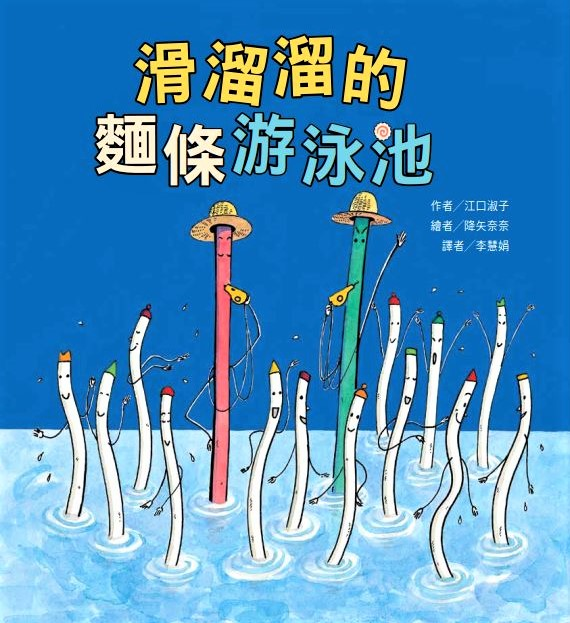 滑溜溜的
麵條游泳池
作者／江口淑子
繪者／降矢奈奈
譯者／李慧娟